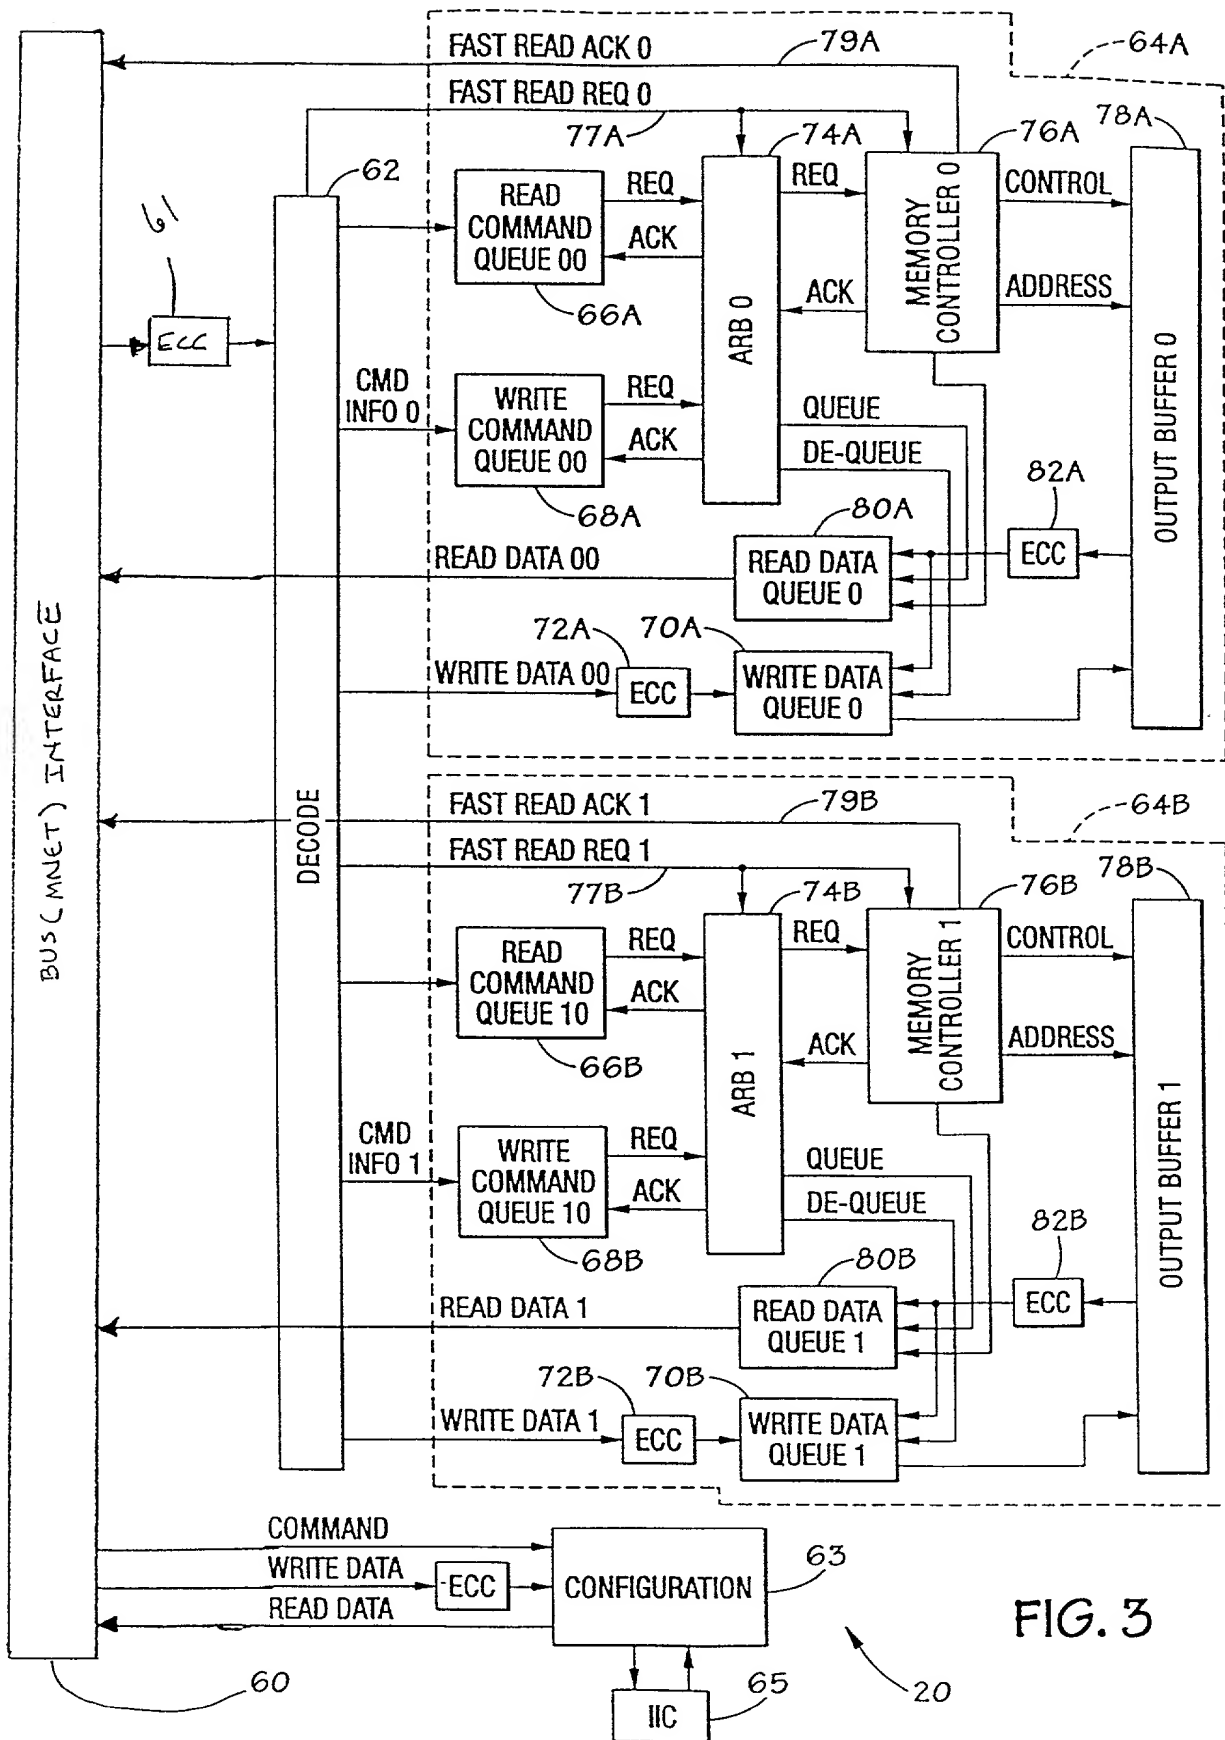 FAST READ ACK 0
79A
64A
FAST READ REQ 0
77A
74A
76A
78A
62
61
READ
COMMAND
QUEUE 00
REQ
ACK
66A
REQ
ACK
ARB 0
MEMORY
CONTROLLER 0
CONTROL
ADDRESS
OUTPUT BUFFER 0
ECC
CMD
INFO 0
WRITE
COMMAND
QUEUE 00
REQ
ACK
68A
QUEUE
DE-QUEUE
80A
82A
ECC
READ DATA 00
READ DATA
QUEUE 0
72A
70A
WRITE DATA 00
ECC
WRITE DATA
QUEUE 0
BUS (MNET) INTERFACE
DECODE
FAST READ ACK 1
79B
64B
FAST READ REQ 1
77B
74B
76B
78B
READ
COMMAND
QUEUE 10
REQ
ACK
66B
REQ
ACK
ARB 1
MEMORY
CONTROLLER 1
CONTROL
ADDRESS
OUTPUT BUFFER 1
CMD
INFO 1
WRITE
COMMAND
QUEUE 10
REQ
ACK
68B
QUEUE
DE-QUEUE
80B
82B
ECC
READ DATA 1
READ DATA
QUEUE 1
72B
70B
WRITE DATA 1
ECC
WRITE DATA
QUEUE 1
COMMAND
WRITE DATA
ECC
READ DATA
CONFIGURATION
63
FIG. 3
60
IIC
65
20